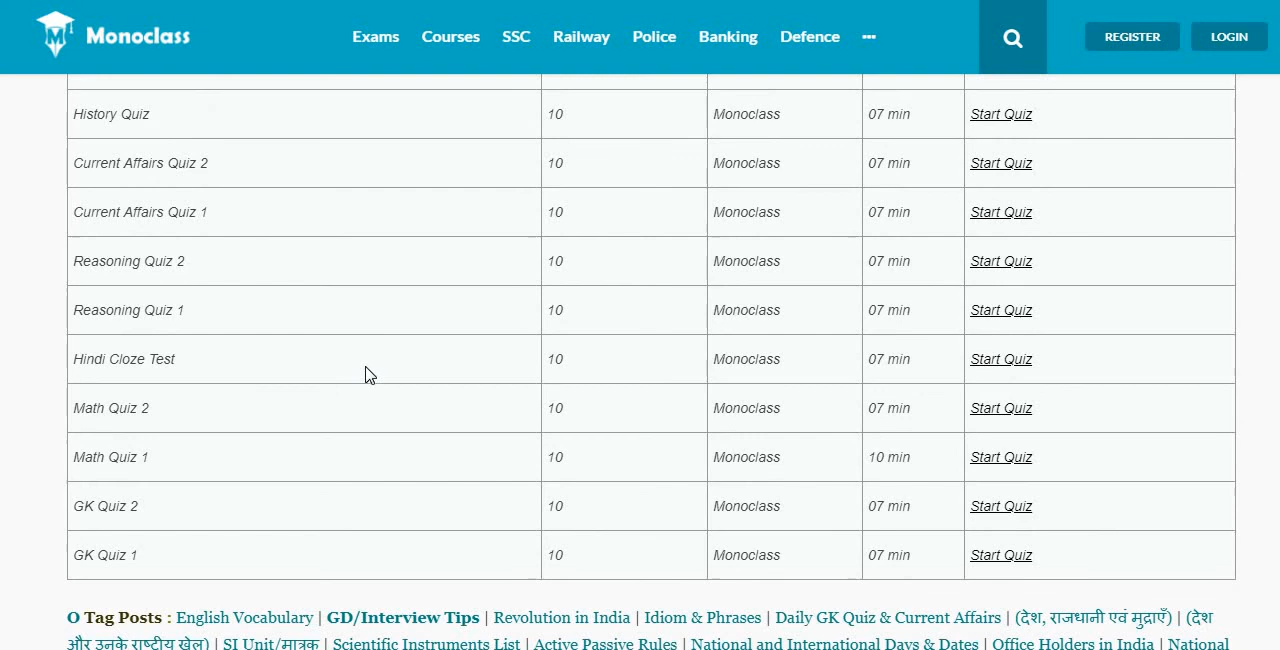 Monoclass Exams Courses SSC Railway Police Banking Defence ••• REGISTER LOGIN
History Quiz 10 Monoclass 07 min Start Quiz
Current Affairs Quiz 2 10 Monoclass 07 min Start Quiz
Current Affairs Quiz 1 10 Monoclass 07 min Start Quiz
Reasoning Quiz 2 10 Monoclass 07 min Start Quiz
Reasoning Quiz 1 10 Monoclass 07 min Start Quiz
Hindi Cloze Test 10 Monoclass 07 min Start Quiz
Math Quiz 2 10 Monoclass 07 min Start Quiz
Math Quiz 1 10 Monoclass 10 min Start Quiz
GK Quiz 2 10 Monoclass 07 min Start Quiz
GK Quiz 1 10 Monoclass 07 min Start Quiz
O Tag Posts : English Vocabulary | GD/Interview Tips | Revolution in India | Idiom & Phrases | Daily GK Quiz & Current Affairs | (देश, राजधानी एवं मुद्राएँ) | (देश
और उनके राष्टीय खेल) | SI Unit/मात्रक | Scientific Instruments List | Active Passive Rules | National and International Days & Dates | Office Holders in India | National